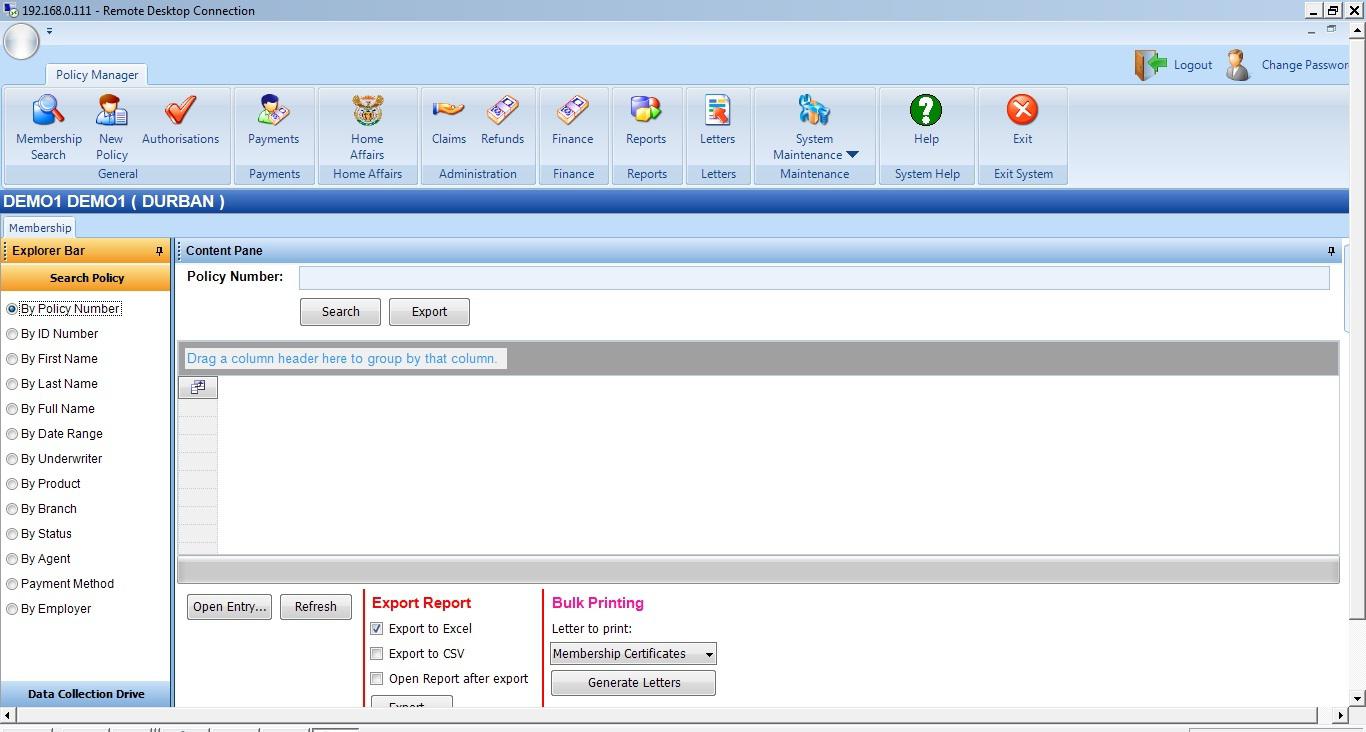 192.168.0.111 - Remote Desktop Connection
Logout
Change Passwor
Policy Manager
Membership Search
New Policy
Authorisations
General
Payments
Payments
Home Affairs
Home Affairs
Claims
Refunds
Administration
Finance
Finance
Reports
Reports
Letters
Letters
System Maintenance
Maintenance
Help
System Help
Exit
Exit System
DEMO1 DEMO1 ( DURBAN )
Membership
Explorer Bar
Search Policy
By Policy Number
By ID Number
By First Name
By Last Name
By Full Name
By Date Range
By Underwriter
By Product
By Branch
By Status
By Agent
Payment Method
By Employer
Data Collection Drive
Content Pane
Policy Number:
Search
Export
Drag a column header here to group by that column.
Open Entry...
Refresh
Export Report
Export to Excel
Export to CSV
Open Report after export
Export
Bulk Printing
Letter to print:
Membership Certificates
Generate Letters